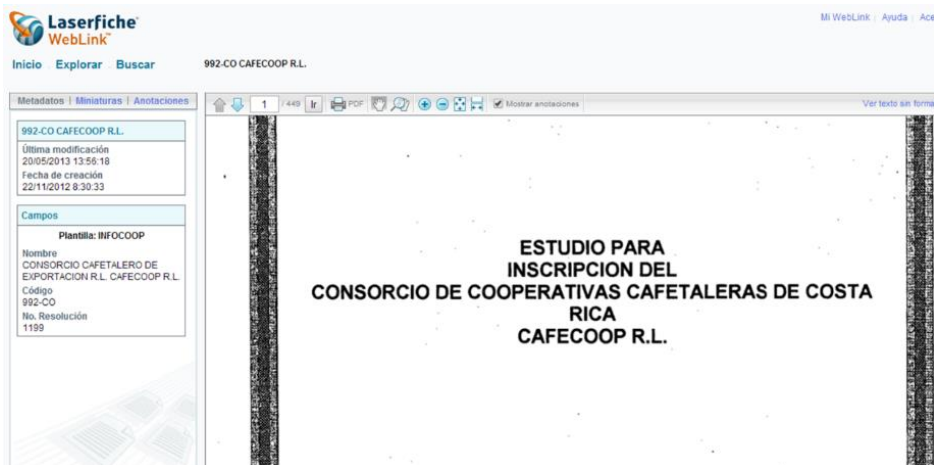 Laserfiche
WebLink™
Mi WebLink | Ayuda | Ace
Inicio Explorar Buscar
992-CO CAFECOOP R.L.
Metadatos | Miniaturas | Anotaciones
1 / 449 Ir PDF Mostrar anotaciones
Ver texto sin forma
992-CO CAFECOOP R.L.
Última modificación
20/05/2013 13:56:18
Fecha de creación
22/11/2012 8:30:33
Campos
Plantilla: INFOCOOP
Nombre
CONSORCIO CAFETALERO DE
EXPORTACION R.L. CAFECOOP R.L.
Código
992-CO
No. Resolución
1199
ESTUDIO PARA
INSCRIPCION DEL
CONSORCIO DE COOPERATIVAS CAFETALERAS DE COSTA
RICA
CAFECOOP R.L.